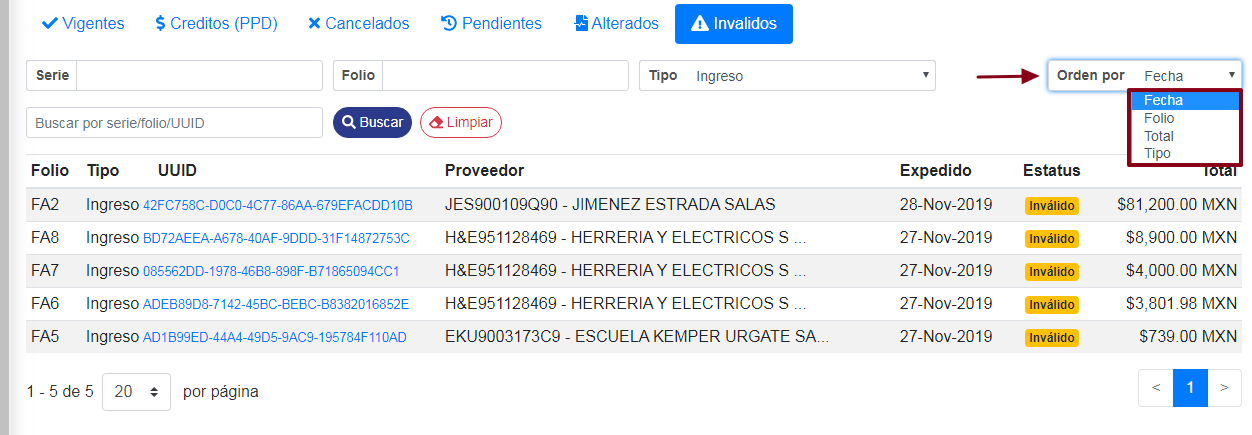 Vigentes Creditos (PPD) Cancelados Pendientes Alterados Invalidos
Serie Folio Tipo Ingreso Orden por Fecha
Fecha
Folio
Total
Tipo
Buscar por serie/folio/UUID Buscar Limpiar
Folio Tipo UUID Proveedor Expedido Estatus Total
FA2 Ingreso 42FC758C-D0C0-4C77-86AA-679EFACDD10B JES900109Q90 - JIMENEZ ESTRADA SALAS 28-Nov-2019 Inválido $81,200.00 MXN
FA8 Ingreso BD72AEEA-A678-40AF-9DDD-31F14872753C H&E951128469 - HERRERIA Y ELECTRICOS S ... 27-Nov-2019 Inválido $8,900.00 MXN
FA7 Ingreso 085562DD-1978-46B8-898F-B71865094CC1 H&E951128469 - HERRERIA Y ELECTRICOS S ... 27-Nov-2019 Inválido $4,000.00 MXN
FA6 Ingreso ADEB89D8-7142-45BC-BEBC-B8382016852E H&E951128469 - HERRERIA Y ELECTRICOS S ... 27-Nov-2019 Inválido $3,801.98 MXN
FA5 Ingreso AD1B99ED-44A4-49D5-9AC9-195784F110AD EKU9003173C9 - ESCUELA KEMPER URGATE SA... 27-Nov-2019 Inválido $739.00 MXN
1 - 5 de 5 20 por página < 1 >